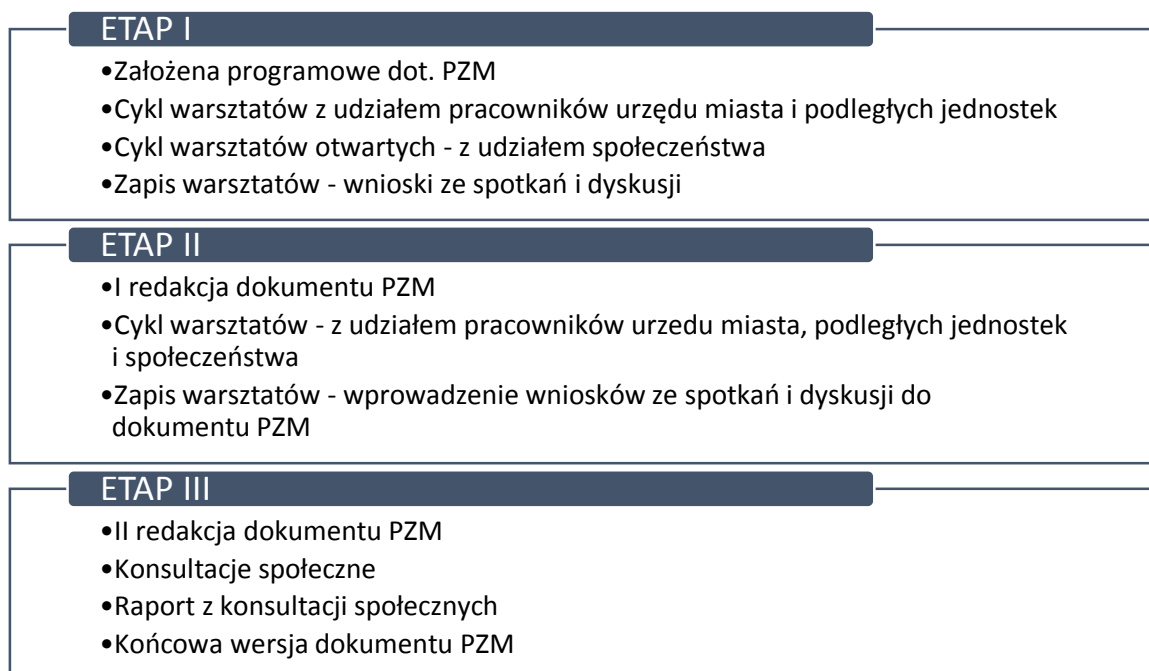 ETAP I
•Założena programowe dot. PZM
•Cykl warsztatów z udziałem pracowników urzędu miasta i podległych jednostek
•Cykl warsztatów otwartych - z udziałem społeczeństwa
•Zapis warsztatów - wnioski ze spotkań i dyskusji
ETAP II
•I redakcja dokumentu PZM
•Cykl warsztatów - z udziałem pracowników urzedu miasta, podległych jednostek
i społeczeństwa
•Zapis warsztatów - wprowadzenie wniosków ze spotkań i dyskusji do
dokumentu PZM
ETAP III
•II redakcja dokumentu PZM
•Konsultacje społeczne
•Raport z konsultacji społecznych
•Końcowa wersja dokumentu PZM